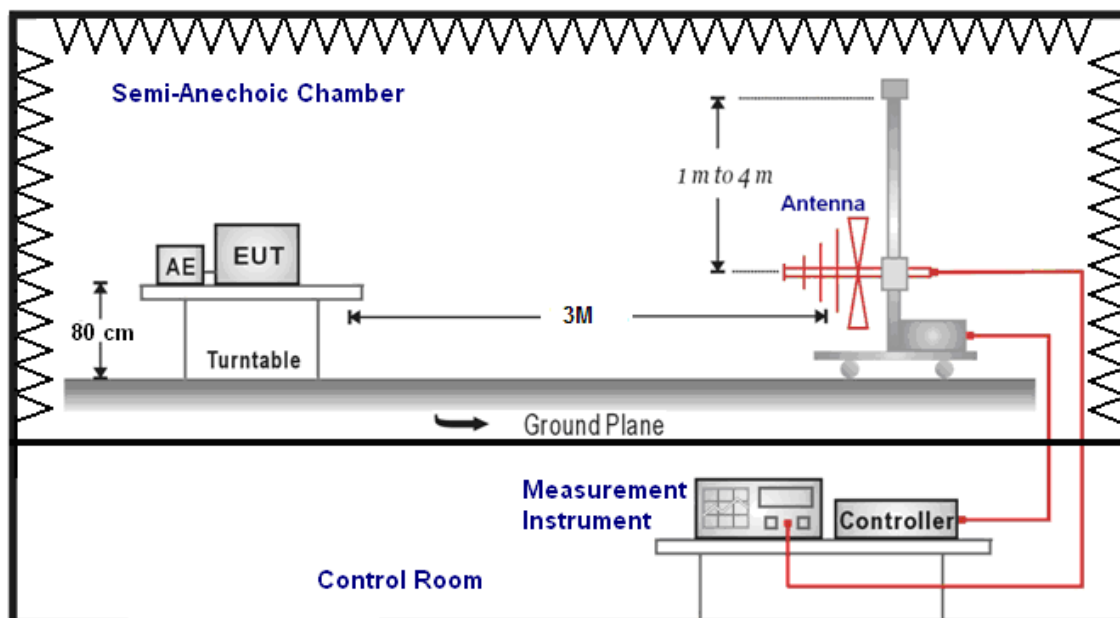 Semi-Anechoic Chamber
1 m to 4 m
Antenna
AE
EUT
80 cm
3M
Turntable
Ground Plane
Measurement
Instrument
Controller
Control Room